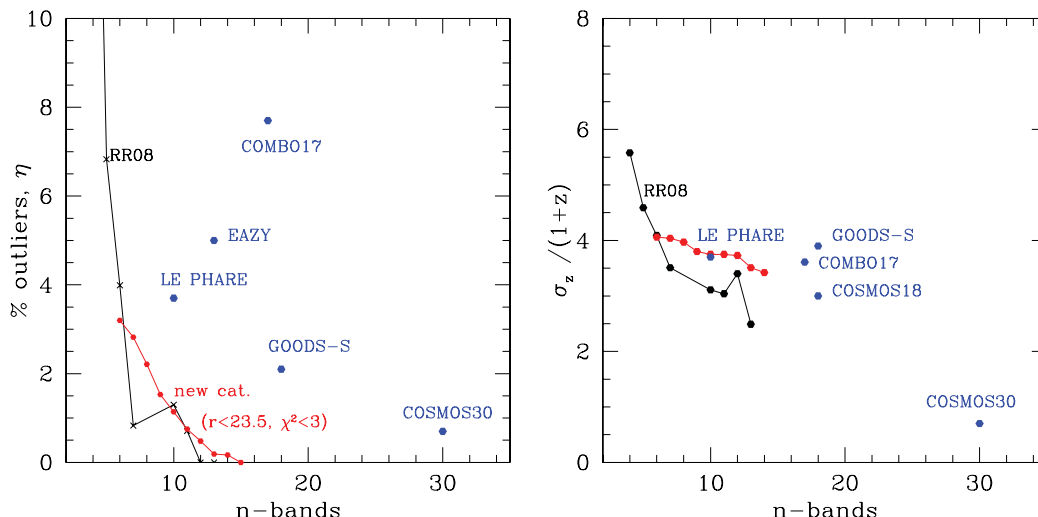 10
8
6
4
2
0
% outliers, η
RR08
COMBO17
EAZY
LE PHARE
GOODS-S
new cat.
(r<23.5, χ²<3)
COSMOS30
10
20
30
n-bands
8
6
4
2
0
σz /(1+z)
RR08
LE PHARE
GOODS-S
COMBO17
COSMOS18
COSMOS30
10
20
30
n-bands